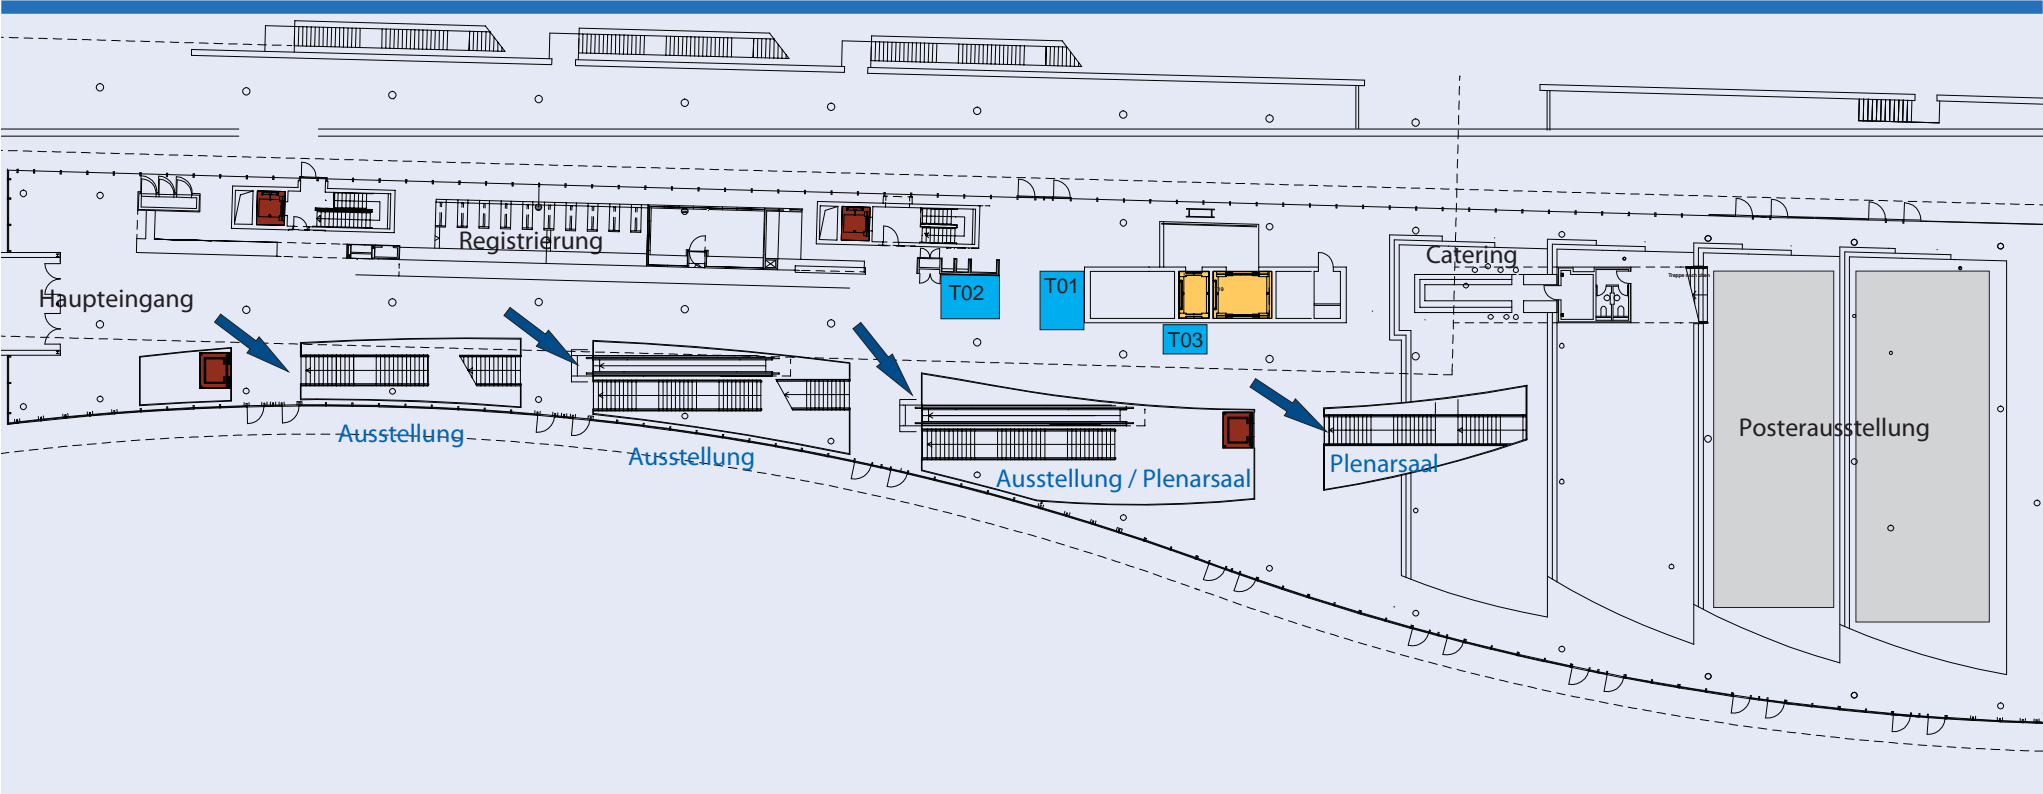 Registrierung
Catering
Haupteingang
T02
T01
T03
Ausstellung
Ausstellung
Ausstellung / Plenarsaal
Plenarsaal
Posterausstellung